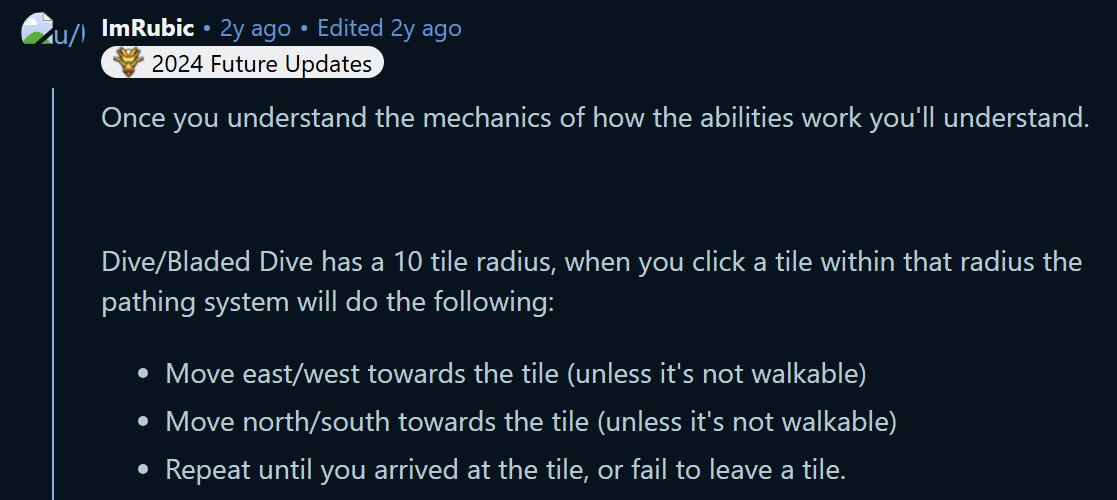 u/I ImRubic • 2y ago • Edited 2y ago
2024 Future Updates
Once you understand the mechanics of how the abilities work you'll understand.
Dive/Bladed Dive has a 10 tile radius, when you click a tile within that radius the
pathing system will do the following:
• Move east/west towards the tile (unless it's not walkable)
• Move north/south towards the tile (unless it's not walkable)
• Repeat until you arrived at the tile, or fail to leave a tile.